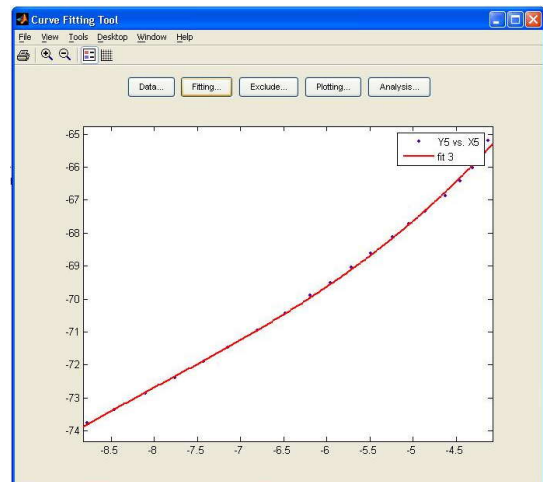 Curve Fitting Tool
File View Tools Desktop Window Help
Data... Fitting... Exclude... Plotting... Analysis...
Y5 vs. X5
fit 3
-65
-66
-67
-68
-69
-70
-71
-72
-73
-74
-8.5 -8 -7.5 -7 -6.5 -6 -5.5 -5 -4.5